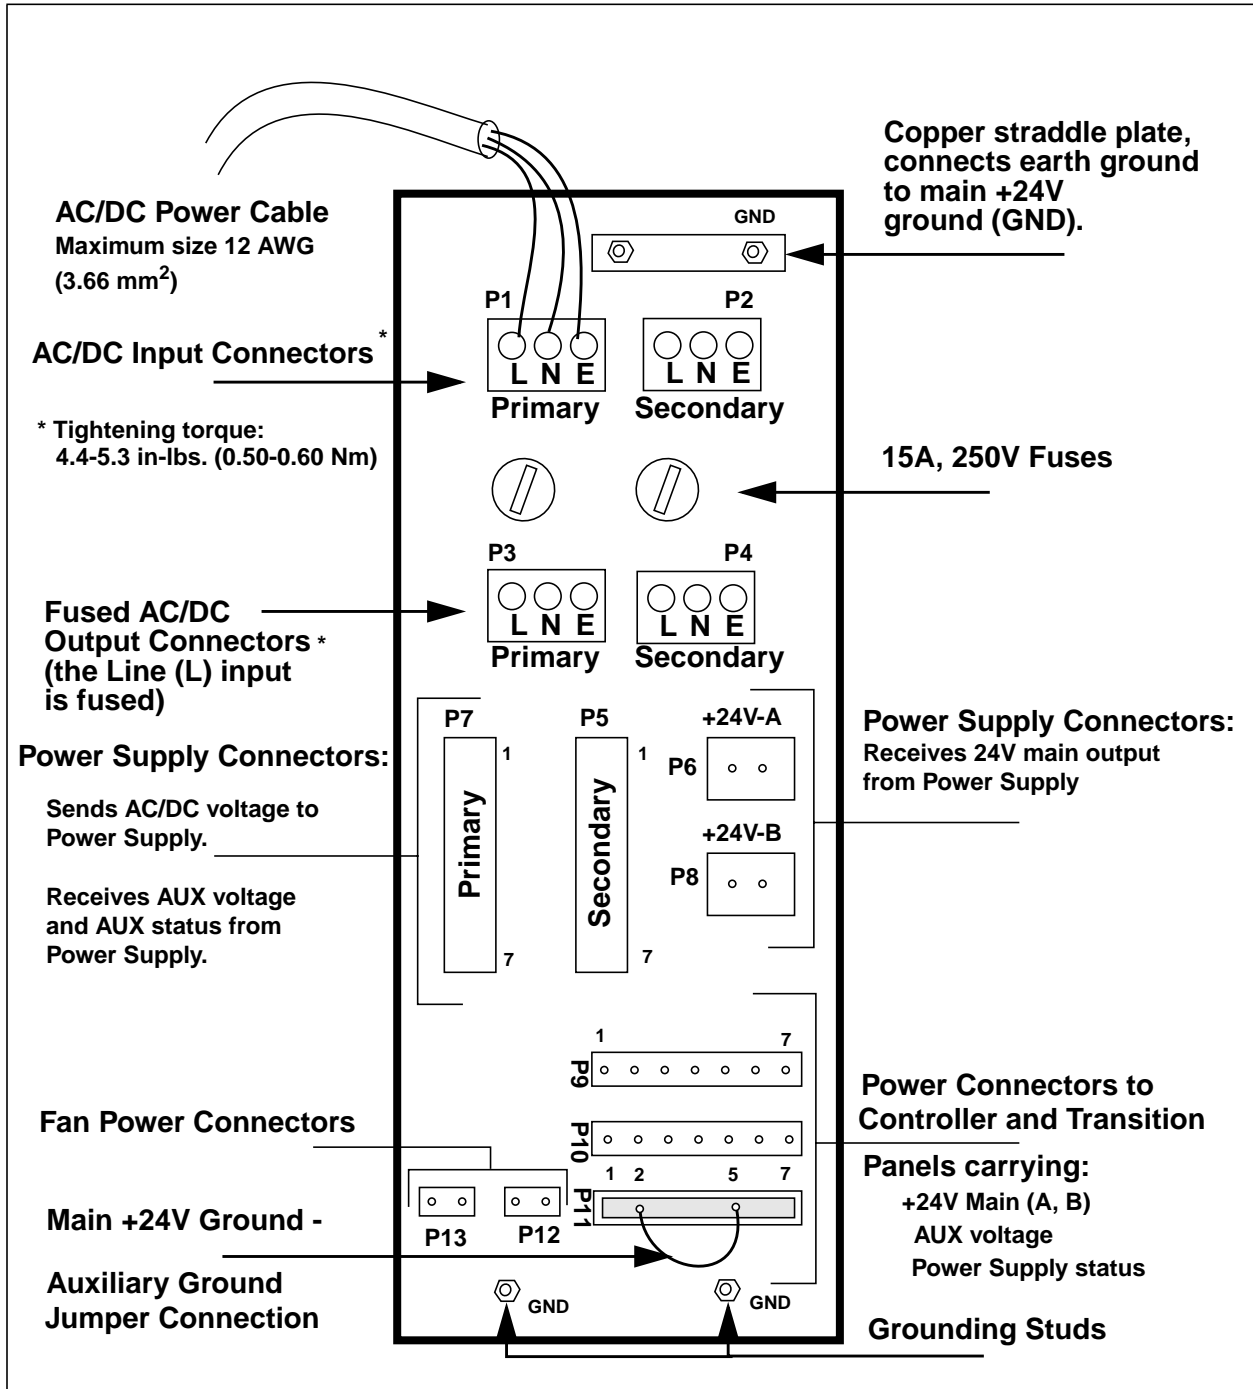 Copper straddle plate,
connects earth ground
to main +24V
ground (GND).
AC/DC Power Cable
Maximum size 12 AWG
(3.66 mm2)
GND
P1
P2
AC/DC Input Connectors *
L N E
L N E
Primary
Secondary
* Tightening torque:
4.4-5.3 in-lbs. (0.50-0.60 Nm)
15A, 250V Fuses
P3
P4
Fused AC/DC
Output Connectors *
(the Line (L) input
is fused)
L N E
L N E
Primary
Secondary
P7
P5
+24V-A
Power Supply Connectors:
Receives 24V main output
from Power Supply
Power Supply Connectors:
1
1
P6
Sends AC/DC voltage to
Power Supply.
Primary
Secondary
+24V-B
P8
Receives AUX voltage
and AUX status from
Power Supply.
7
7
1
7
P9
Power Connectors to
Controller and Transition
Panels carrying:
+24V Main (A, B)
AUX voltage
Power Supply status
Fan Power Connectors
P10
1 2 5 7
P11
P13
P12
Main +24V Ground -
Auxiliary Ground
Jumper Connection
GND
GND
Grounding Studs